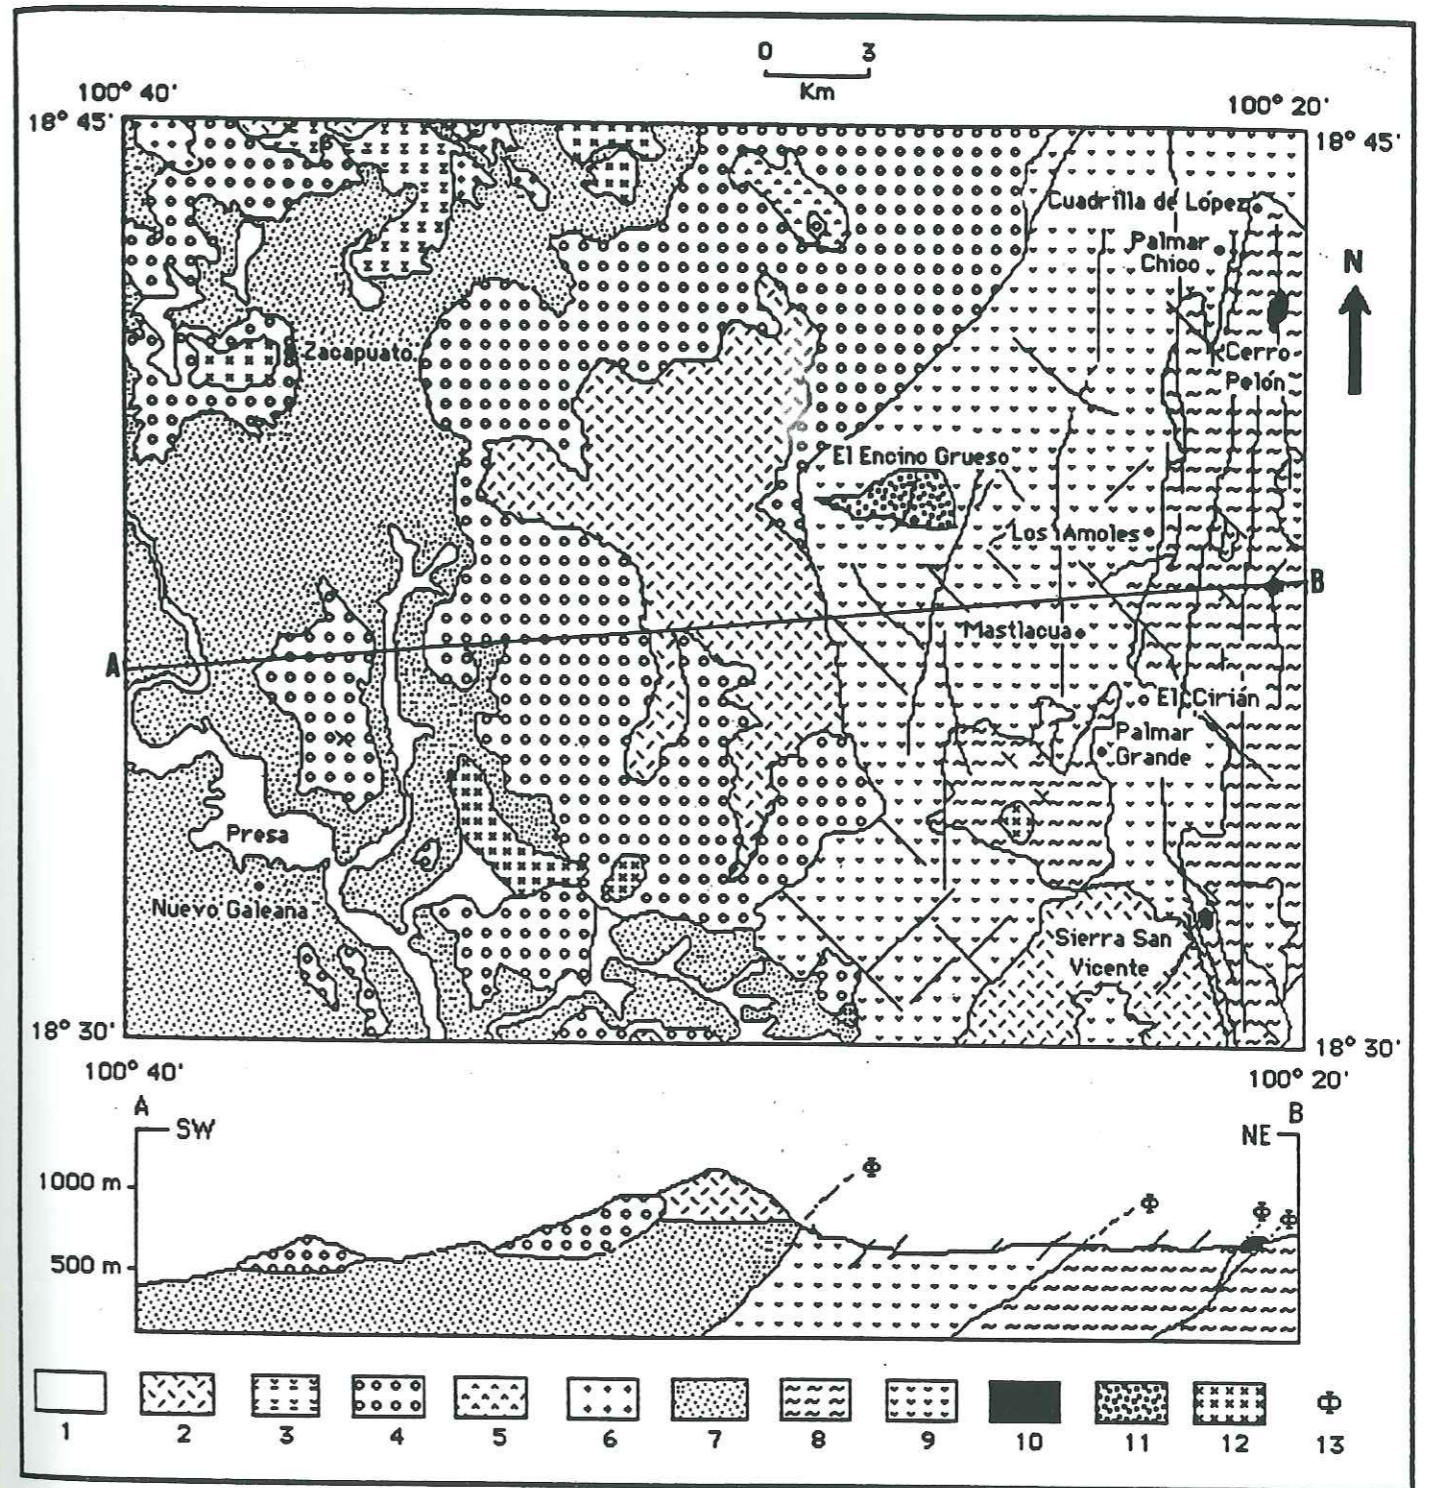 0 3
Km
100° 40'
100° 20'
18° 45'
18° 45'
Cuadrilla de López
Palmar
Chico
N
Zacapuato
Cerro
Pelón
El Encino Grueso
Los Amoles
B
Mastlacua
A
El Cirián
Palmar
Grande
Presa
Nuevo Galeana
Sierra San
Vicente
18° 30'
18° 30'
100° 40'
100° 20'
A
B
SW
NE
1000 m
500 m
1 2 3 4 5 6 7 8 9 10 11 12 13